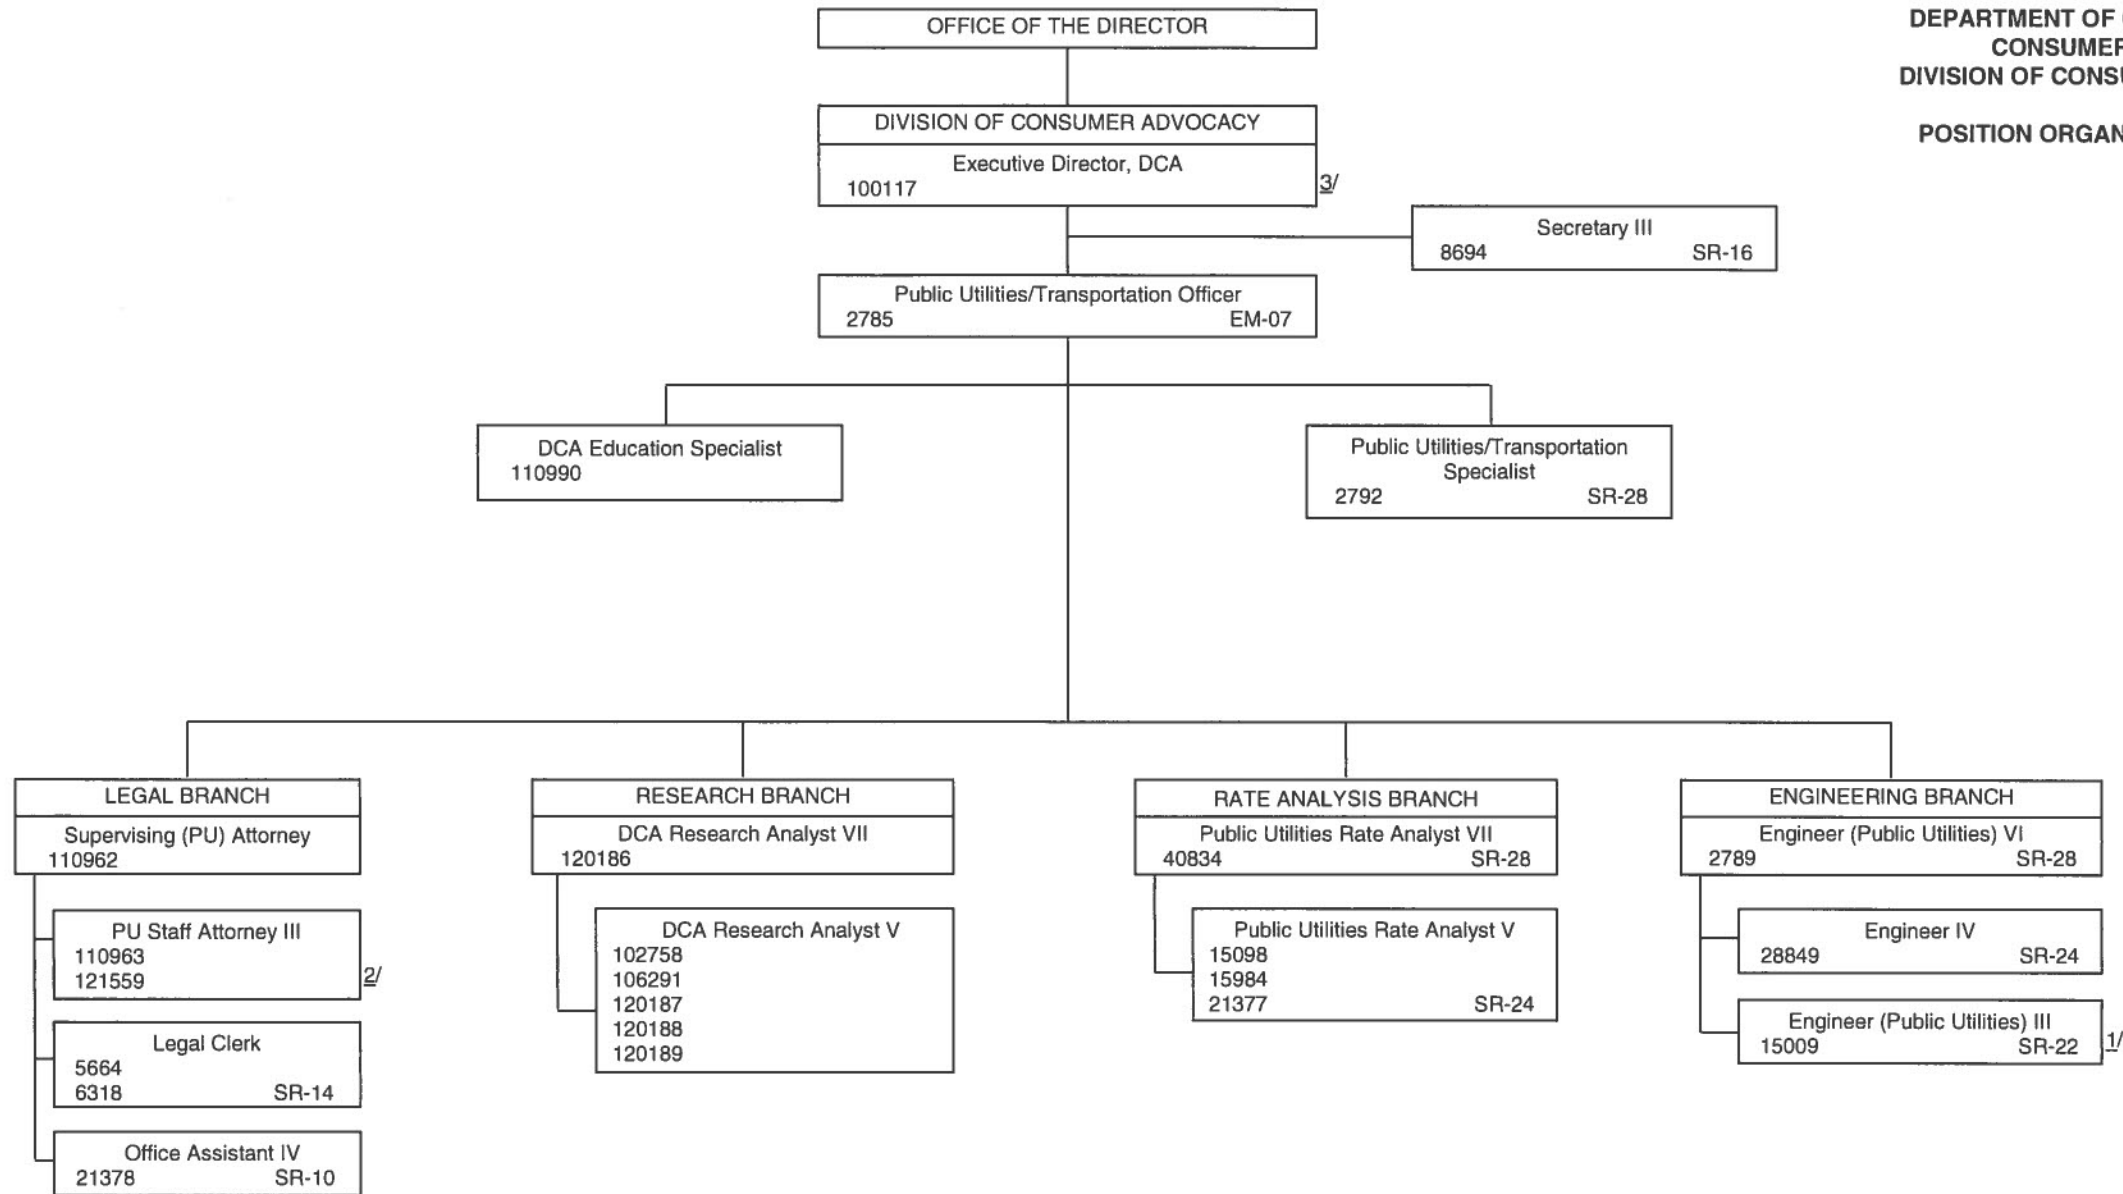 OFFICE OF THE DIRECTOR
DEPARTMENT OF
CONSUMER
DIVISION OF
POSITION
DIVISION OF CONSUMER ADVOCACY
Executive Director, DCA
100117
3/
Secretary III
8694 SR-16
Public Utilities/Transportation Officer
2785 EM-07
DCA Education Specialist
110990
Public Utilities/Transportation
Specialist
2792 SR-28
LEGAL BRANCH
Supervising (PU) Attorney
110962
PU Staff Attorney III
110963
121559
2/
Legal Clerk
5664
6318 SR-14
Office Assistant IV
21378 SR-10
RESEARCH BRANCH
DCA Research Analyst VII
120186
DCA Research Analyst V
102758
106291
120187
120188
120189
RATE ANALYSIS BRANCH
Public Utilities Rate Analyst VII
40834 SR-28
Public Utilities Rate Analyst V
15098
15984
21377 SR-24
ENGINEERING BRANCH
Engineer (Public Utilities) VI
2789 SR-28
Engineer IV
28849 SR-24
Engineer (Public Utilities) III
15009 SR-22
1/